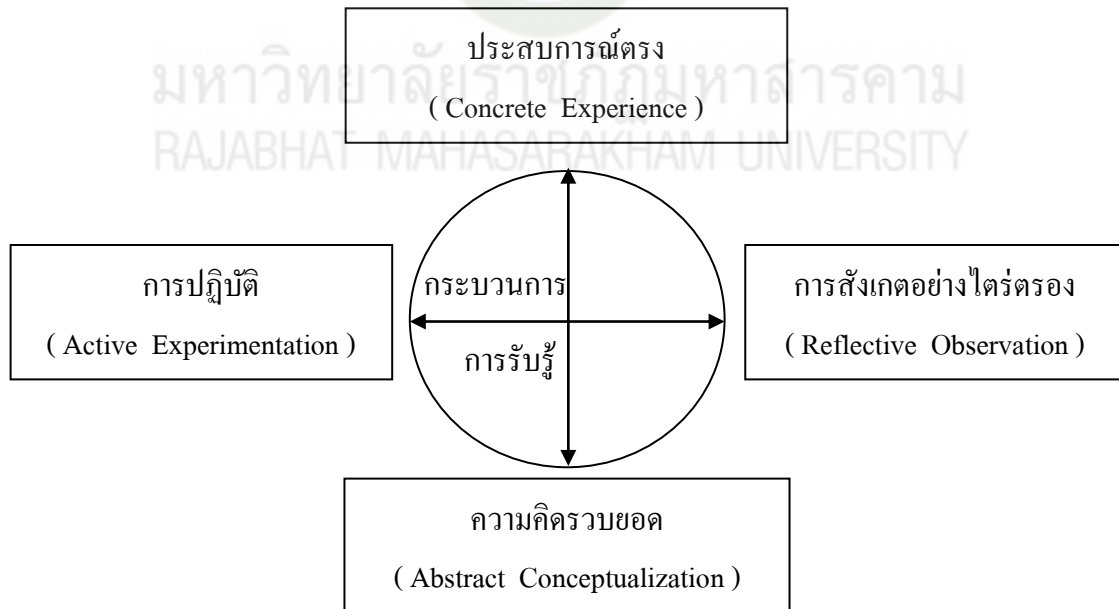 ประสบการณ์ตรง
( Concrete Experience )
มหาวิทยาลัยราชภัฏมหาสารคาม
RAJABHAT MAHASARAKHAM UNIVERSITY
การปฏิบัติ
( Active Experimentation )
กระบวนการ
การรับรู้
การสังเกตอย่างไตร่ตรอง
( Reflective Observation )
ความคิดรวบยอด
( Abstract Conceptualization )